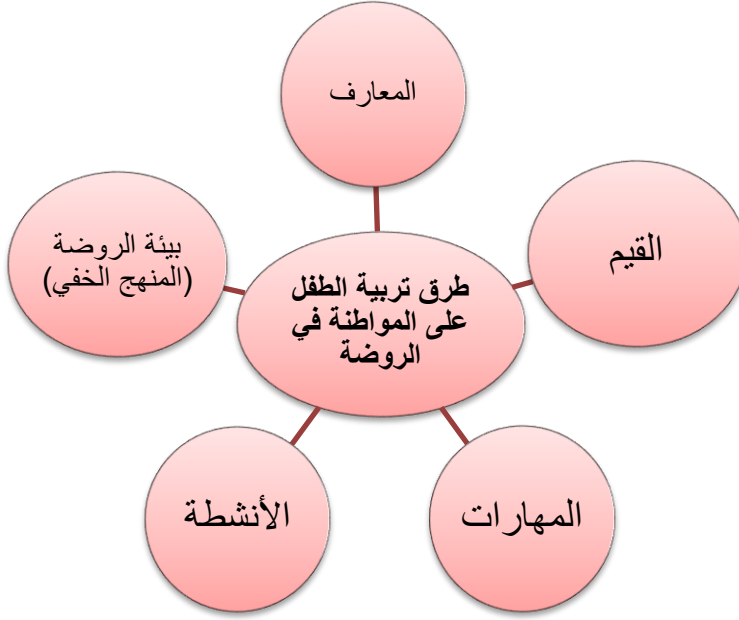 المعارف
القيم
بيئة الروضة
(المنهج الخفي)
طرق تربية الطفل
على المواطنة في
الروضة
المهارات
الأنشطة